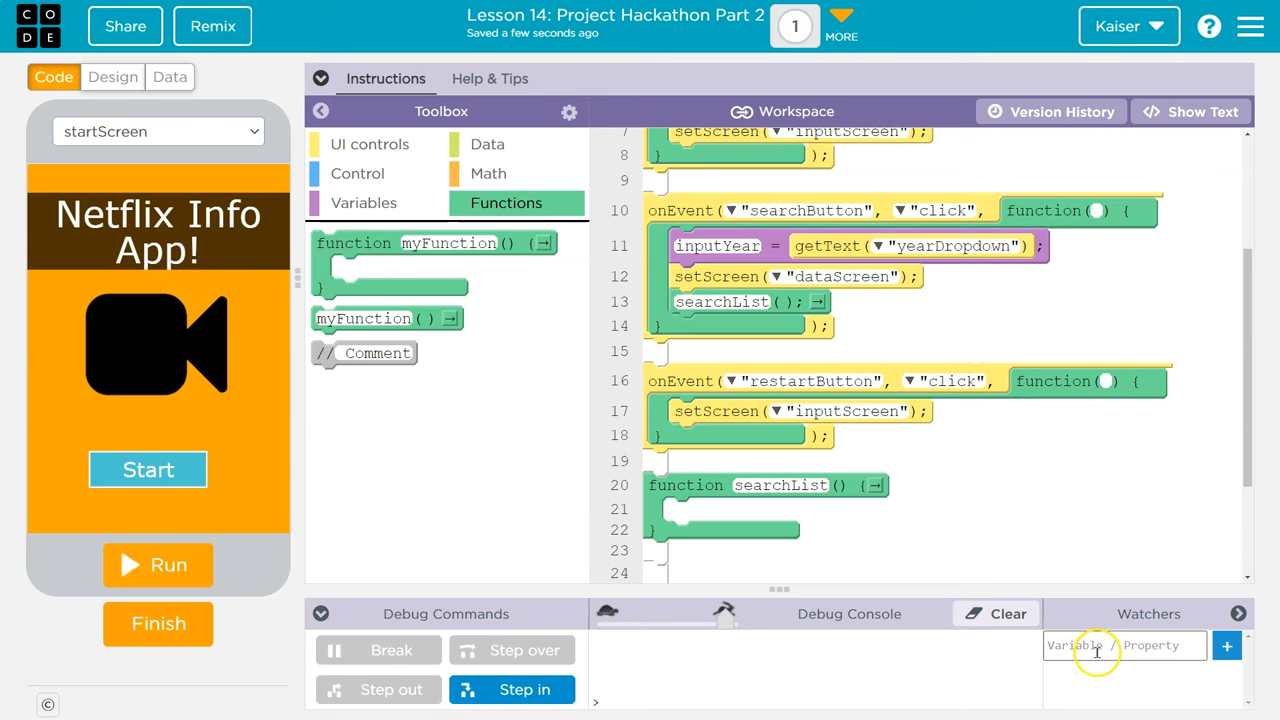 C O
D E
Share
Remix
Lesson 14: Project Hackathon Part 2
Saved a few seconds ago
1
MORE
Kaiser
?
Code
Design
Data
Instructions
Help & Tips
startScreen
Toolbox
Workspace
Version History
</> Show Text
UI controls
Data
Control
Math
Variables
Functions
function myFunction() {
}
myFunction()
// Comment
Netflix Info
App!
Start
Run
Finish
7 setScreen("inputScreen");
8 } );
9
10 onEvent("searchButton", "click", function() {
11 inputYear = getText("yearDropdown");
12 setScreen("dataScreen");
13 searchList();
14 } );
15
16 onEvent("restartButton", "click", function() {
17 setScreen("inputScreen");
18 } );
19
20 function searchList() {
21
22 }
23
24
Debug Commands
Debug Console
Clear
Watchers
Break
Step over
Step out
Step in
Variable / Property
+
>
©